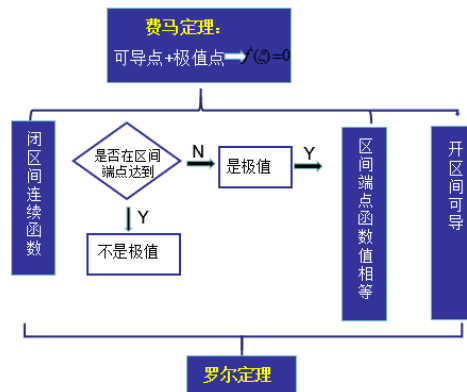 费马定理：
可导点+极值点 f′(ξ)=0
闭区间连续函数
是否在区间
端点达到
N
是极值
Y
Y
不是极值
区间端点函数值相等
开区间可导
罗尔定理